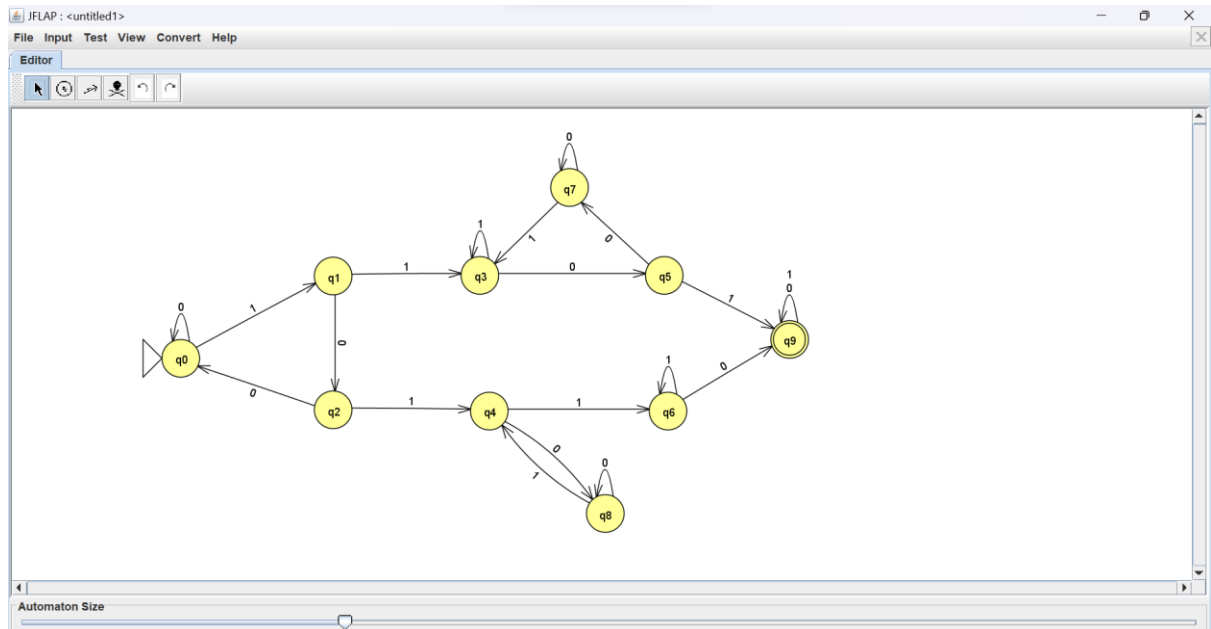 JFLAP : <untitled1>
File Input Test View Convert Help
Editor
0
q7
1
0
1
q1
1
q3
0
q5
1
0
1
0
q9
0
1
0
q0
0
q2
1
q4
1
1
q6
0
0
1
0
q8
Automaton Size